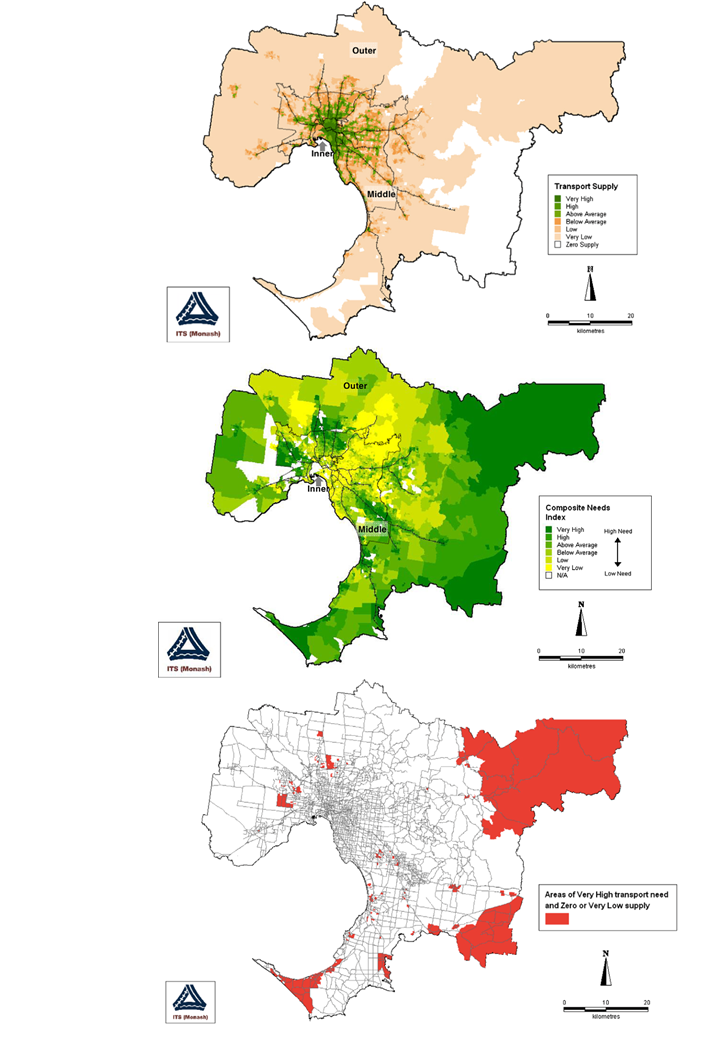 Outer
Inner
Middle
Transport Supply
Very High
High
Above Average
Below Average
Low
Very Low
Zero Supply
N
0 10 20
kilometres
ITS (Monash)
Outer
Inner
Middle
Composite Needs
Index
Very High
High
Above Average
Below Average
Low
Very Low
N/A
High Need
Low Need
N
0 10 20
kilometres
ITS (Monash)
Areas of Very High transport need
and Zero or Very Low supply
N
0 10 20
kilometres
ITS (Monash)